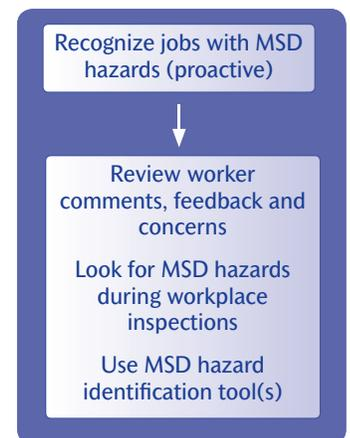 Recognize jobs with MSD
hazards (proactive)
Review worker
comments, feedback and
concerns
Look for MSD hazards
during workplace
inspections
Use MSD hazard
identification tool(s)